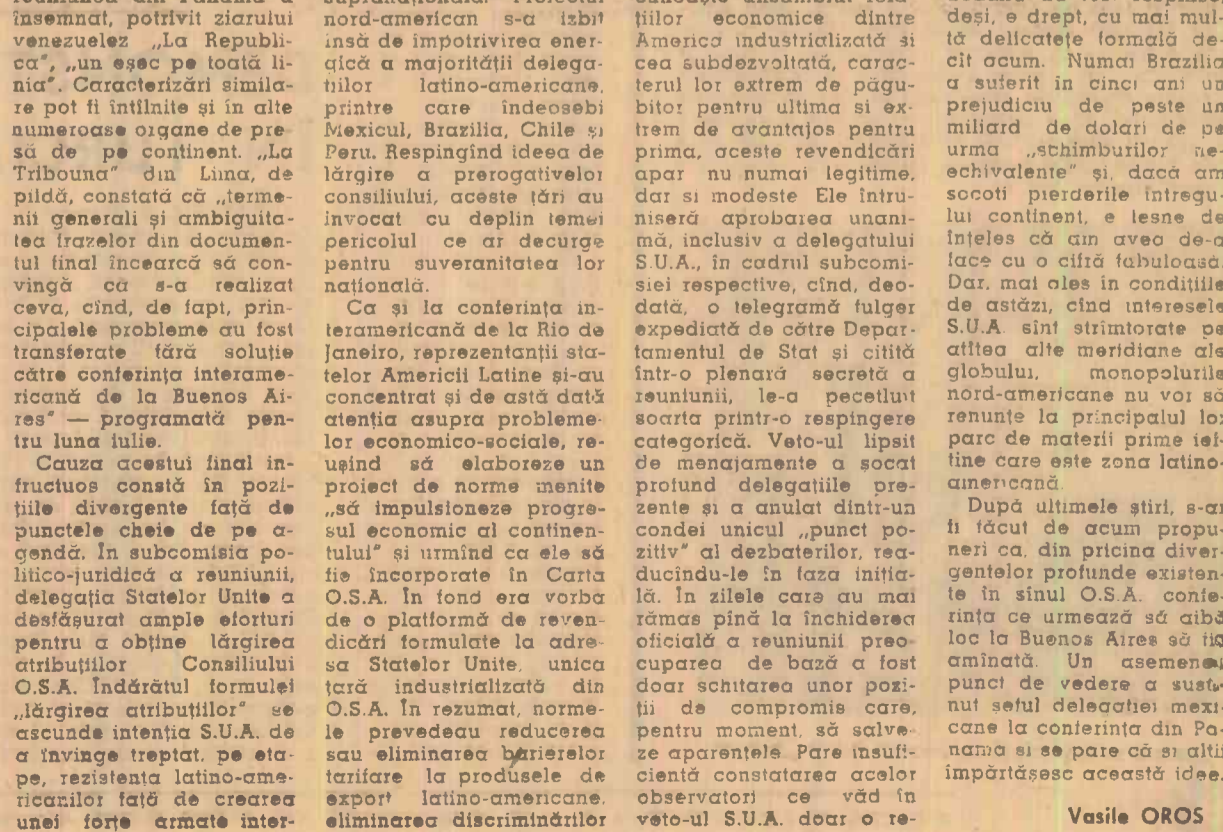 însemnat, potrivit ziarului
venezuelez „La Republi-
ca", „un eșec pe toată li-
nia". Caracterizări simila-
re pot fi întîlnite și în alte
numeroase organe de pre-
să de pe continent. „La
Tribouna" din Lima, de
pildă, constată că „terme-
nii generali și ambiguita-
tea frazelor din documen-
tul final încearcă să con-
vingă că s-a realizat
ceva, cînd, de fapt, prin-
cipalele probleme au fost
transferate fără soluție
către conferința interame-
ricană de la Buenos Ai-
res" — programată pen-
tru luna iulie.
Cauza acestui final in-
fructuos constă în pozi-
țiile divergente față de
punctele cheie de pe a-
gendă. În subcomisia po-
litico-juridică a reuniunii,
delegația Statelor Unite a
desfășurat ample eforturi
pentru a obține lărgirea
atribuțiilor Consiliului
O.S.A. Îndărătul formulei
„lărgirea atribuțiilor" se
ascunde intenția S.U.A. de
a învinge treptat, pe eta-
pe, rezistența latino-ame-
ricanilor față de crearea
unei forțe armate inter-
nord-american s-a izbit
însă de împotrivirea ener-
gică a majorității delega-
țiilor latino-americane,
printre care îndeosebi
Mexicul, Brazilia, Chile și
Peru. Respingînd ideea de
lărgire a prerogativelor
consiliului, aceste țări au
invocat cu deplin temei
pericolul ce ar decurge
pentru suveranitatea lor
națională.
Ca și la conferința in-
teramericană de la Rio de
Janeiro, reprezentanții sta-
telor Americii Latine și-au
concentrat și de astă dată
atenția asupra probleme-
lor economico-sociale, re-
ușind să elaboreze un
proiect de norme menite
„să impulsioneze progre-
sul economic al continen-
tului" și urmînd ca ele să
fie încorporate în Carta
O.S.A. În fond era vorba
de o platformă de reven-
dicări formulate la adre-
sa Statelor Unite, unica
țară industrializată din
O.S.A. În rezumat, norme-
le prevedeau reducerea
sau eliminarea barierelor
tarifare la produsele de
export latino-americane,
eliminarea discriminărilor
țiilor economice dintre
America industrializată și
cea subdezvoltată, carac-
terul lor extrem de păgu-
bitor pentru ultima și ex-
trem de avantajos pentru
prima, aceste revendicări
apar nu numai legitime,
dar și modeste Ele întru-
niseră aprobarea unani-
mă, inclusiv a delegatului
S.U.A., în cadrul subcomi-
siei respective, cînd, deo-
dată, o telegramă fulger
expediată de către Depar-
tamentul de Stat și citită
într-o plenară secretă a
reuniunii, le-a pecetluit
soarta printr-o respingere
categorică. Veto-ul lipsit
de menajamente a șocat
profund delegațiile pre-
zente și a anulat dintr-un
condei unicul „punct po-
zitiv" al dezbaterilor, rea-
ducîndu-le în faza iniția-
lă. În zilele care au mai
rămas pînă la închiderea
oficială a reuniunii preo-
cuparea de bază a fost
doar schițarea unor pozi-
ții de compromis care,
pentru moment, să salve-
ze aparențele. Pare insufi-
cientă constatarea acelor
observatori ce văd în
veto-ul S.U.A. doar o re-
deși, e drept, cu mai mul-
tă delicatețe formală de-
cît acum. Numai Brazilia
a suferit în cinci ani un
prejudiciu de peste un
miliard de dolari de pe
urma „schimburilor ne-
echivalente" și, dacă am
socoti pierderile întregu-
lui continent, e lesne de
înțeles că am avea de-a
face cu o cifră fabuloasă.
Dar, mai ales în condițiile
de astăzi, cînd interesele
S.U.A. sînt strîmtorate pe
atîtea alte meridiane ale
globului, monopolurile
nord-americane nu vor să
renunțe la principalul lor
parc de materii prime ief-
tine care este zona latino-
americană.
După ultimele știri, s-ar
fi făcut de acum propu-
neri ca, din pricina diver-
gențelor profunde existen-
te în sînul O.S.A. confe-
rința ce urmează să aibă
loc la Buenos Aires să fie
amînată. Un asemenea
punct de vedere a susți-
nut șeful delegației mexi-
cane la conferința din Pa-
nama și se pare că și alții
împărtășesc această idee.
Vasile OROS